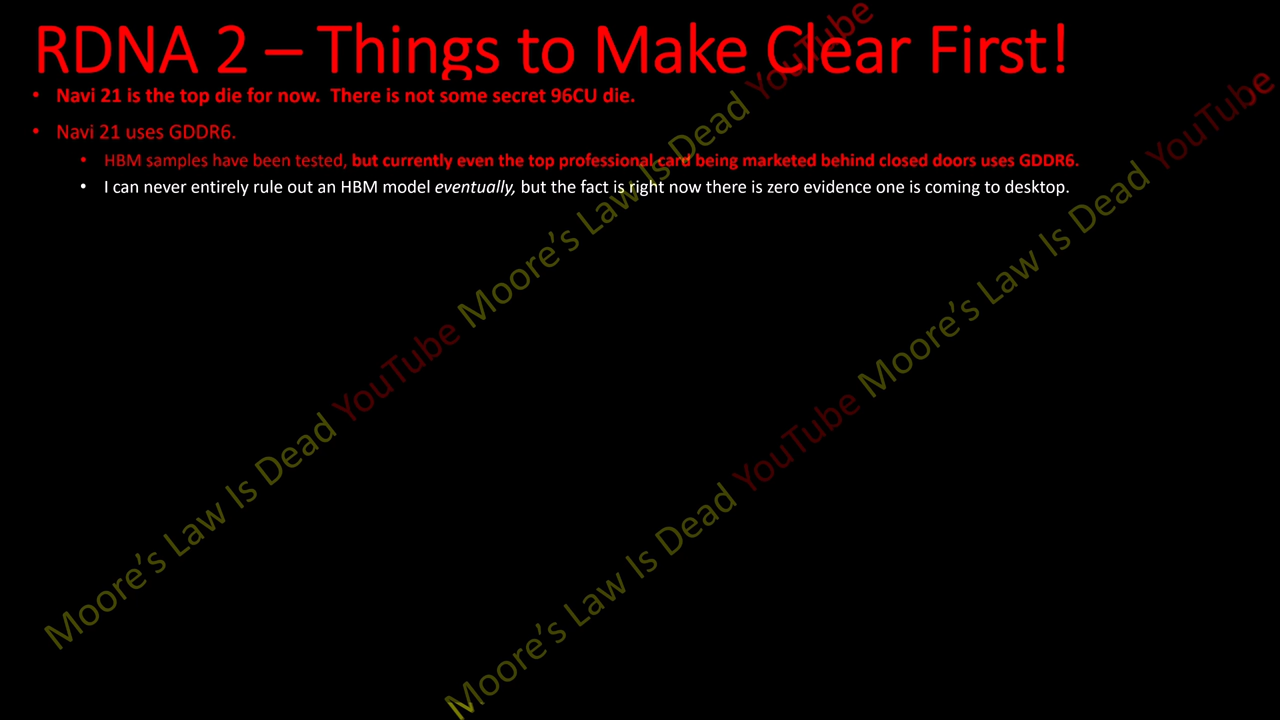 RDNA 2 – Things to Make Clear First!
• Navi 21 is the top die for now. There is not some secret 96CU die.
• Navi 21 uses GDDR6.
• HBM samples have been tested, but currently even the top professional card being marketed behind closed doors uses GDDR6.
• I can never entirely rule out an HBM model eventually, but the fact is right now there is zero evidence one is coming to desktop.
Moore's Law Is Dead YouTube Moore's Law Is Dead YouTube
Moore's Law Is Dead YouTube Moore's Law Is Dead YouTube